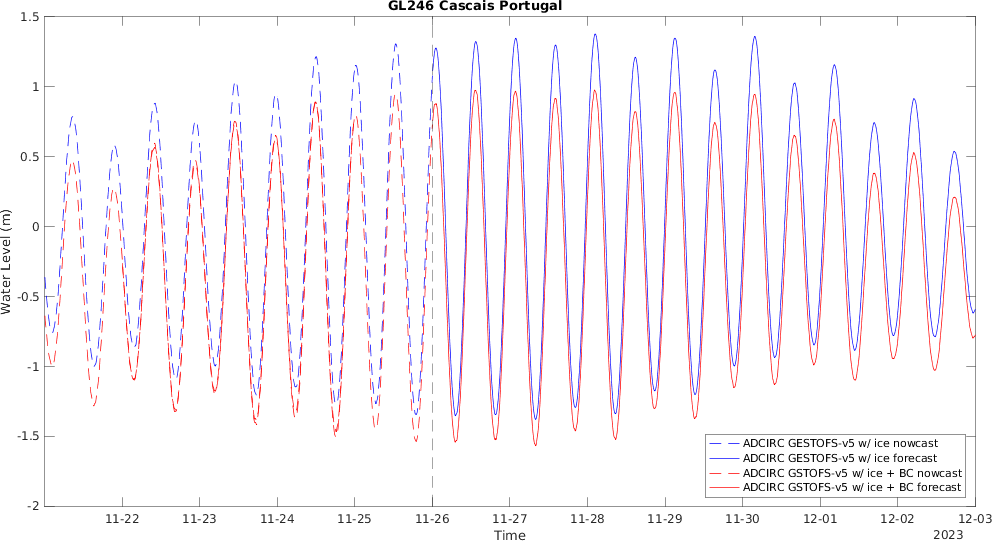 GL246 Cascais Portugal
1.5
1
0.5
0
-0.5
-1
-1.5
-2
Water Level (m)
11-22 11-23 11-24 11-25 11-26 11-27 11-28 11-29 11-30 12-01 12-02 12-03
Time
2023
ADCIRC GESTOFS-v5 w/ ice nowcast
ADCIRC GESTOFS-v5 w/ ice forecast
ADCIRC GSTOFS-v5 w/ ice + BC nowcast
ADCIRC GSTOFS-v5 w/ ice + BC forecast